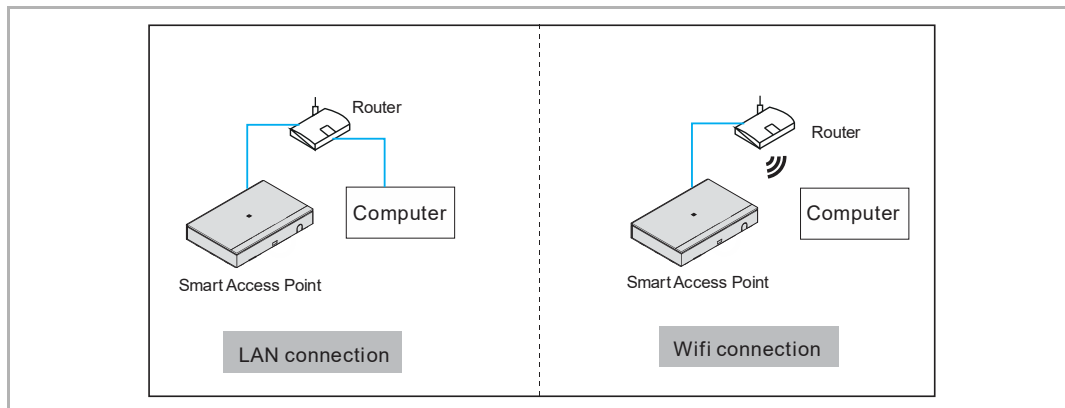 Router
Computer
Smart Access Point
LAN connection
Router
Computer
Smart Access Point
Wifi connection